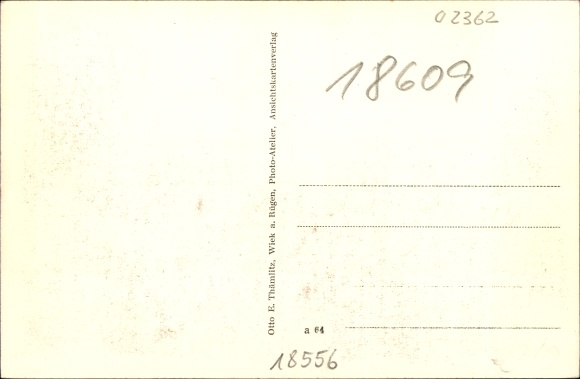 02362
18609
Otto E. Thämlitz, Wiek a. Rügen, Photo-Atelier, Ansichtskartenverlag
a 64
18556